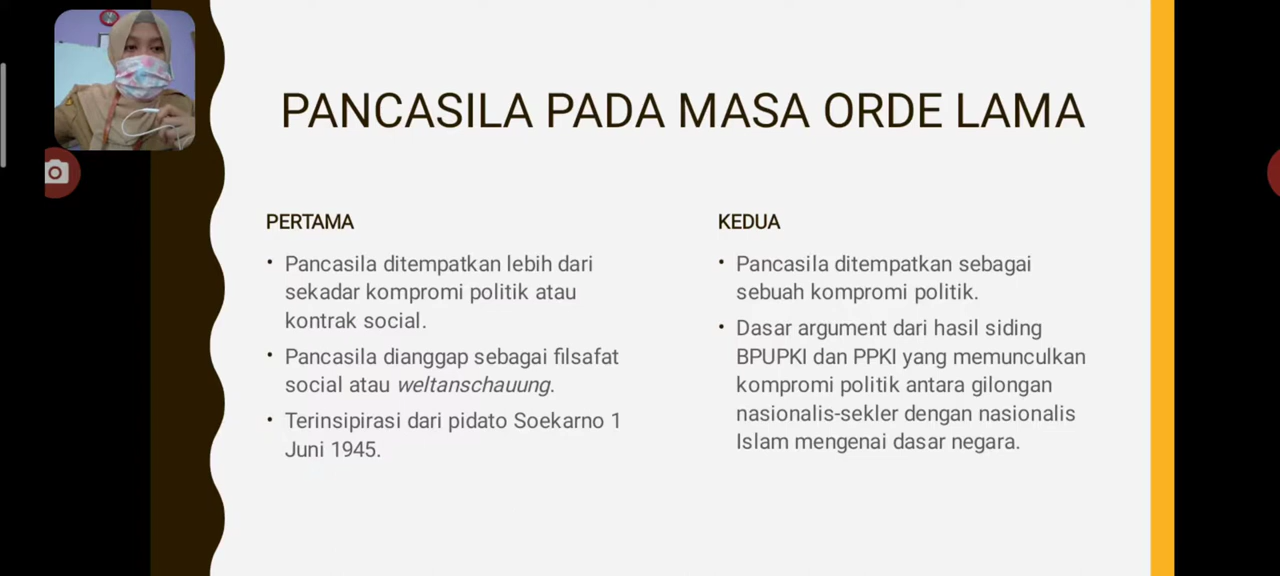 PANCASILA PADA MASA ORDE LAMA
PERTAMA
• Pancasila ditempatkan lebih dari
sekadar kompromi politik atau
kontrak social.
• Pancasila dianggap sebagai filsafat
social atau weltanschauung.
• Terinsipirasi dari pidato Soekarno 1
Juni 1945.
KEDUA
• Pancasila ditempatkan sebagai
sebuah kompromi politik.
• Dasar argument dari hasil siding
BPUPKI dan PPKI yang memunculkan
kompromi politik antara gilongan
nasionalis-sekler dengan nasionalis
Islam mengenai dasar negara.